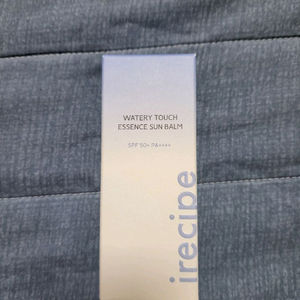 WATERY TOUCH
ESSENCE SUN BALM
SPF 50+ PA++++
irecipe